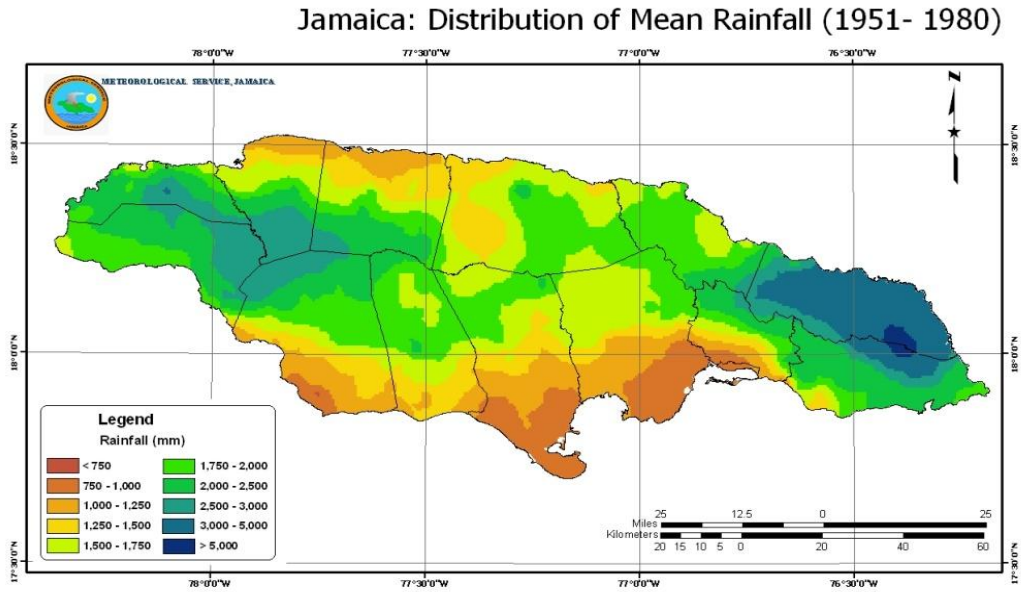 Jamaica: Distribution of Mean Rainfall (1951- 1980)
78°0'0"W 77°30'0"W 77°0'0"W 76°30'0"W
METEOROLOGICAL SERVICE, JAMAICA
N
18°30'0"N 18°30'0"N
18°0'0"N 18°0'0"N
Legend
Rainfall (mm)
< 750 1,750 - 2,000
750 - 1,000 2,000 - 2,500
1,000 - 1,250 2,500 - 3,000
1,250 - 1,500 3,000 - 5,000
1,500 - 1,750 > 5,000
25 12.5 0 25
Miles
Kilometers
20 15 10 5 0 20 40 60
17°30'0"N 17°30'0"N
78°0'0"W 77°30'0"W 77°0'0"W 76°30'0"W